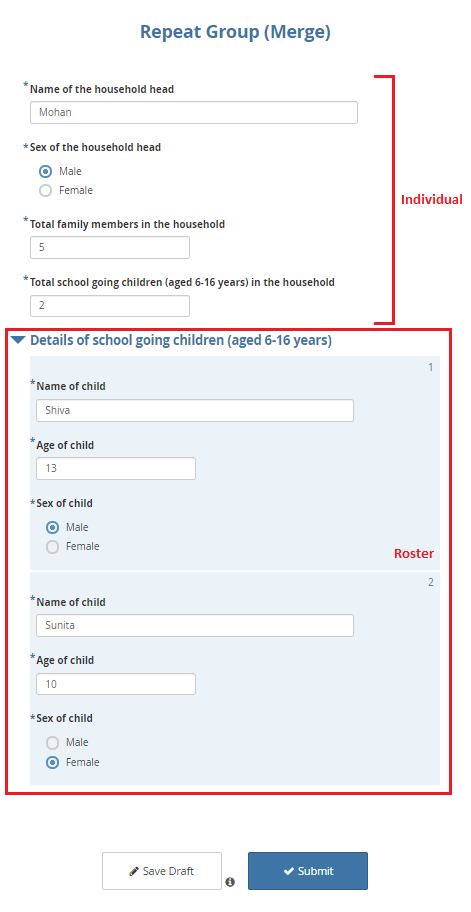 Repeat Group (Merge)
* Name of the household head
Mohan
* Sex of the household head
Male
Female
Individual
* Total family members in the household
5
* Total school going children (aged 6-16 years) in the household
2
Details of school going children (aged 6-16 years)
1
* Name of child
Shiva
* Age of child
13
* Sex of child
Male
Female
Roster
2
* Name of child
Sunita
* Age of child
10
* Sex of child
Male
Female
Save Draft
Submit